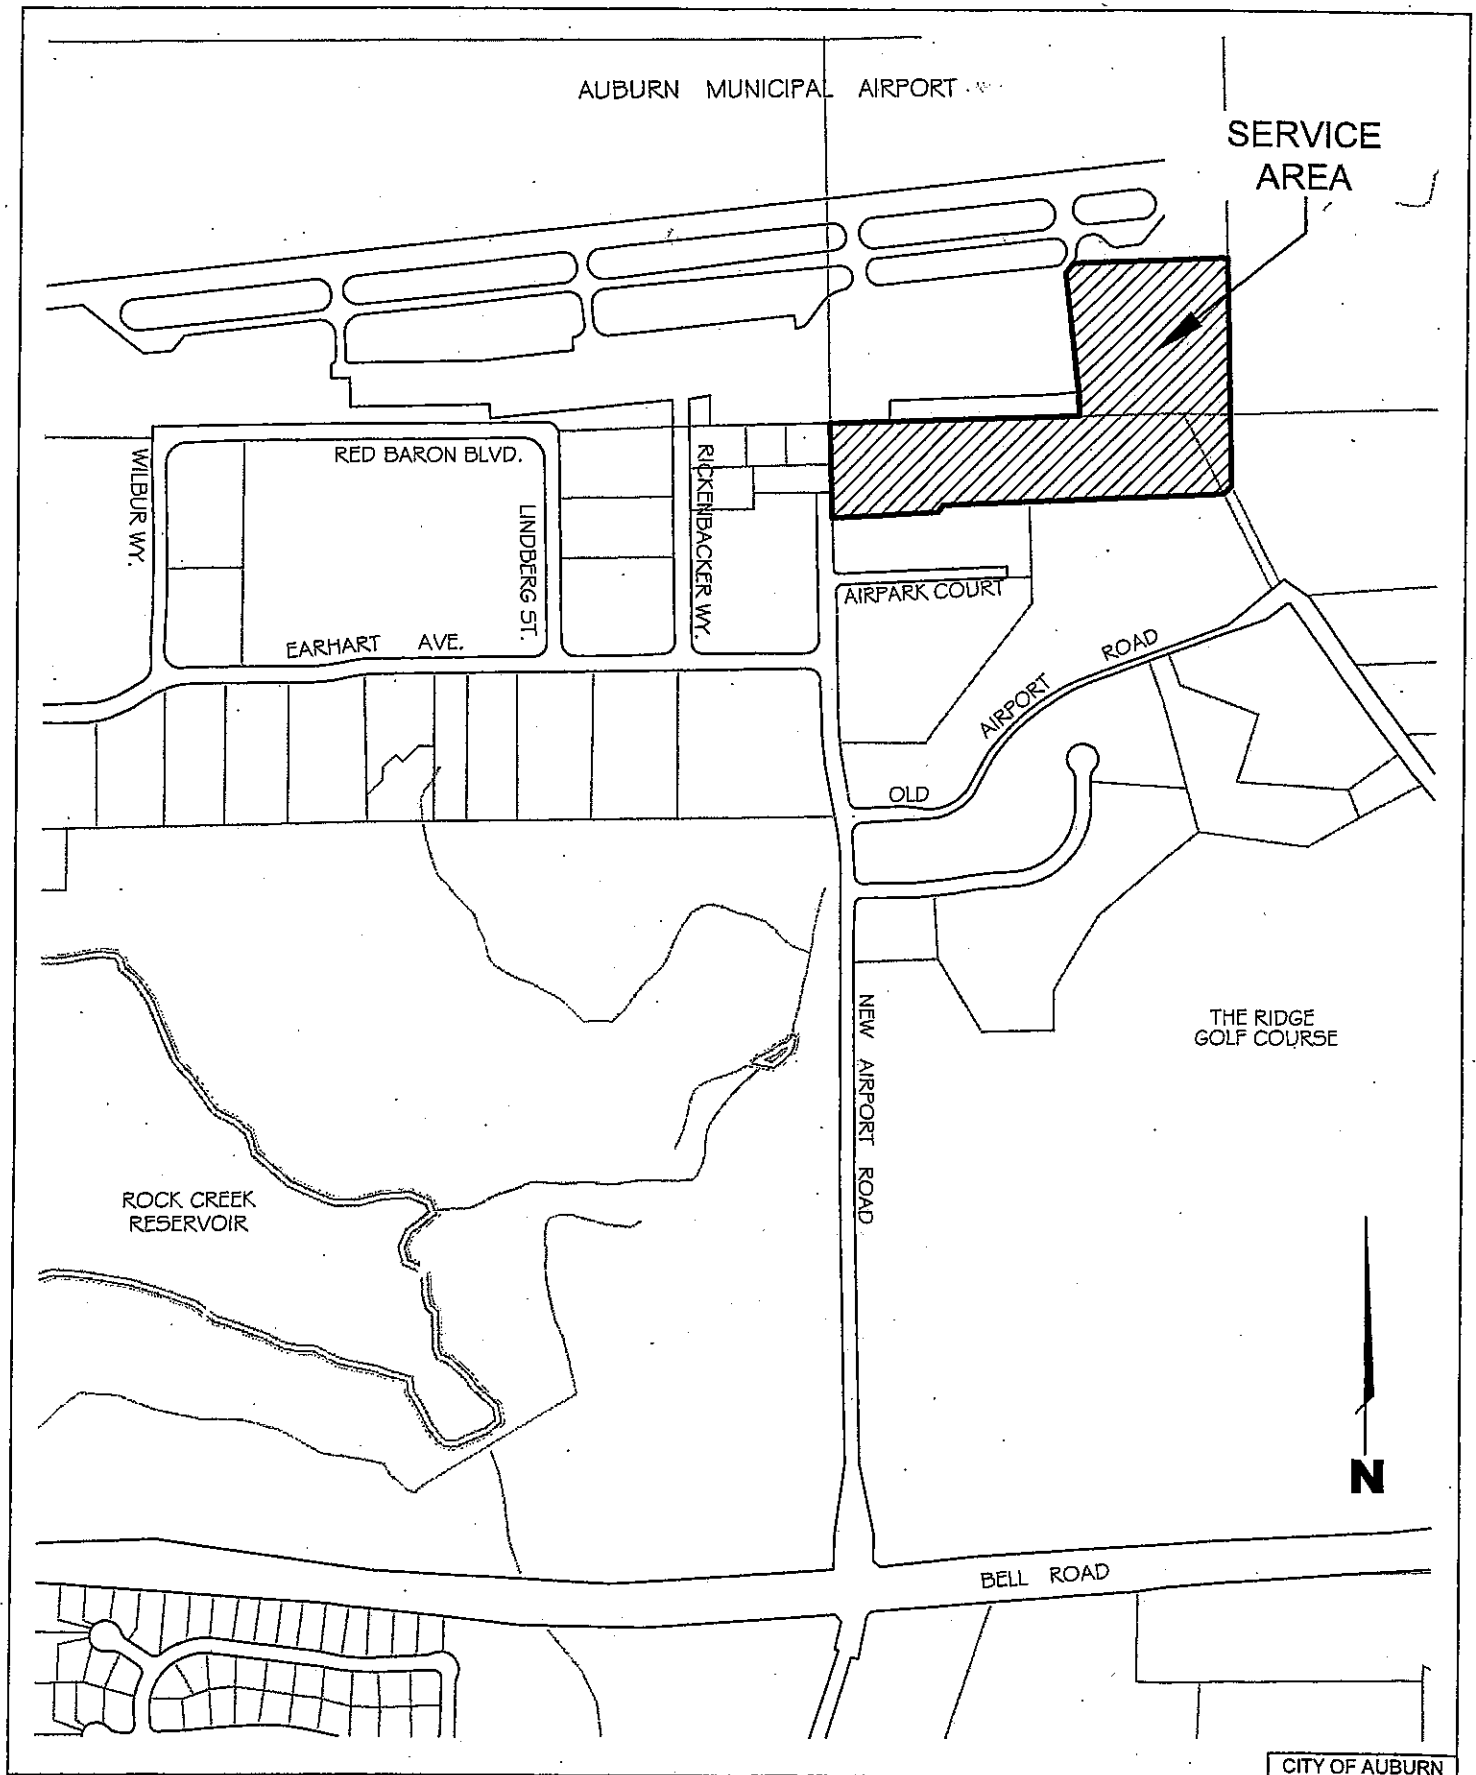 AUBURN MUNICIPAL AIRPORT
SERVICE
AREA
RED BARON BLVD.
WILBUR WY.
LINDBERG ST.
RICKENBACKER WY.
EARHART AVE.
AIRPARK COURT
OLD AIRPORT ROAD
NEW AIRPORT ROAD
THE RIDGE
GOLF COURSE
ROCK CREEK
RESERVOIR
N
BELL ROAD
CITY OF AUBURN